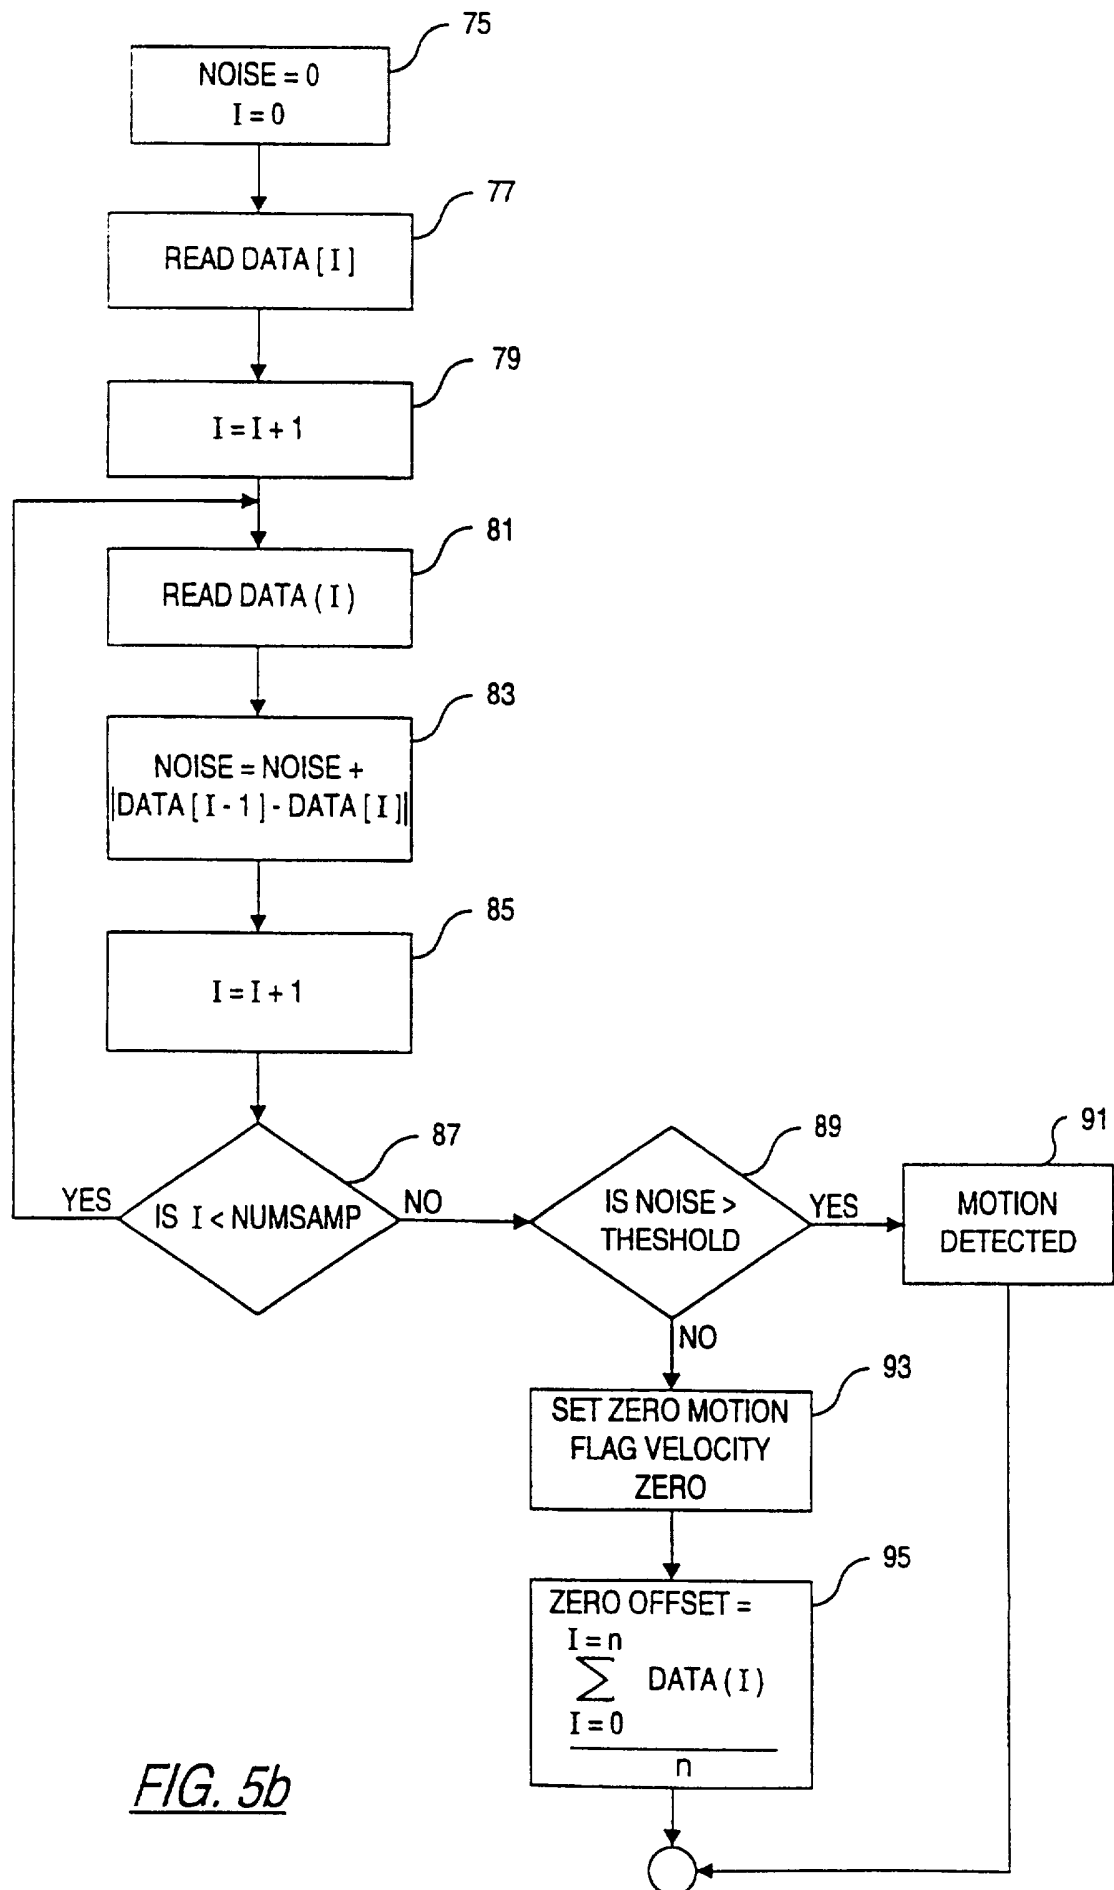 75
NOISE = 0
I = 0
77
READ DATA [ I ]
79
I = I + 1
81
READ DATA ( I )
83
NOISE = NOISE +
|DATA [ I - 1 ] - DATA [ I ]|
85
I = I + 1
87
IS I < NUMSAMP
YES
NO
89
IS NOISE >
THESHOLD
YES
NO
91
MOTION
DETECTED
93
SET ZERO MOTION
FLAG VELOCITY
ZERO
95
ZERO OFFSET =
I = n
∑ DATA ( I )
I = 0
n
FIG. 5b